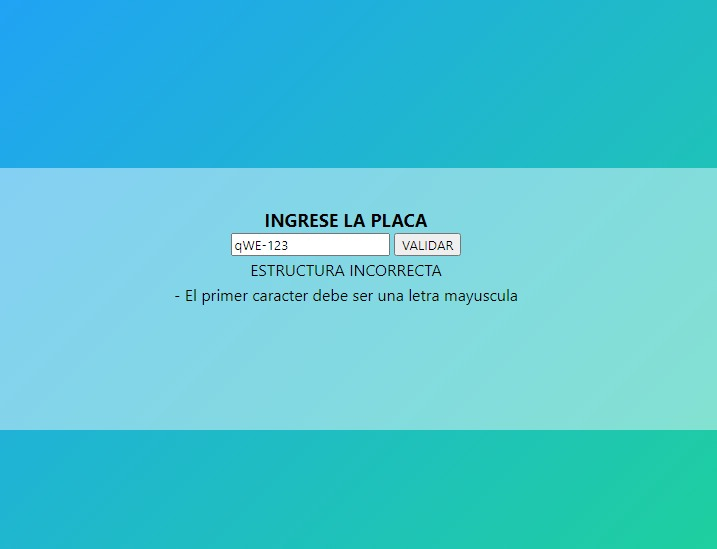 INGRESE LA PLACA
qWE-123 VALIDAR
ESTRUCTURA INCORRECTA
- El primer caracter debe ser una letra mayuscula